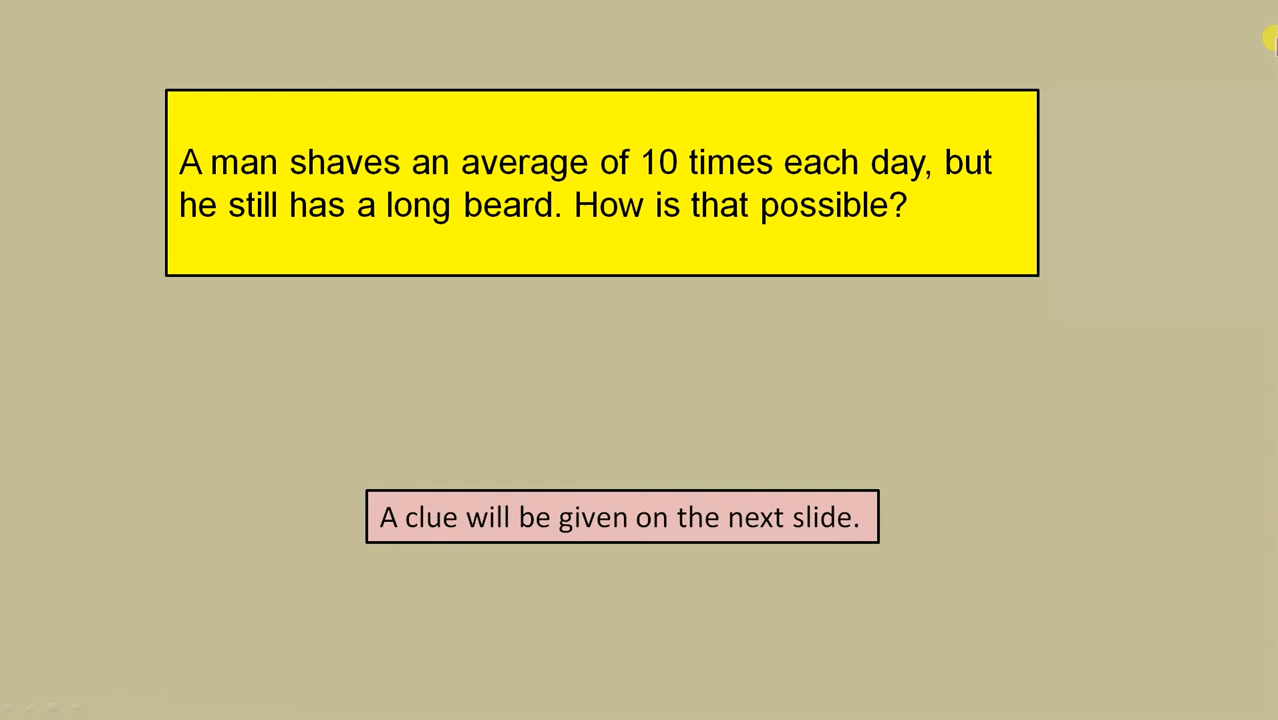 A man shaves an average of 10 times each day, but
he still has a long beard. How is that possible?
A clue will be given on the next slide.